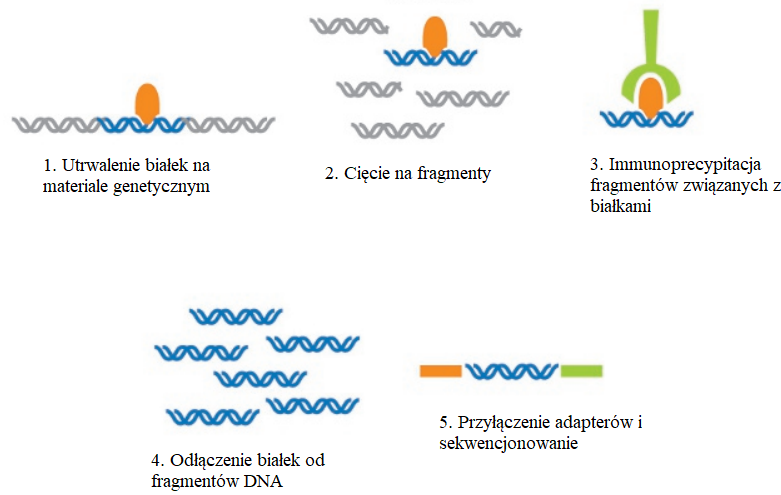 1. Utrwalenie białek na
materiale genetycznym
2. Cięcie na fragmenty
3. Immunoprecypitacja
fragmentów związanych z
białkami
4. Odłączenie białek od
fragmentów DNA
5. Przyłączenie adapterów i
sekwencjonowanie